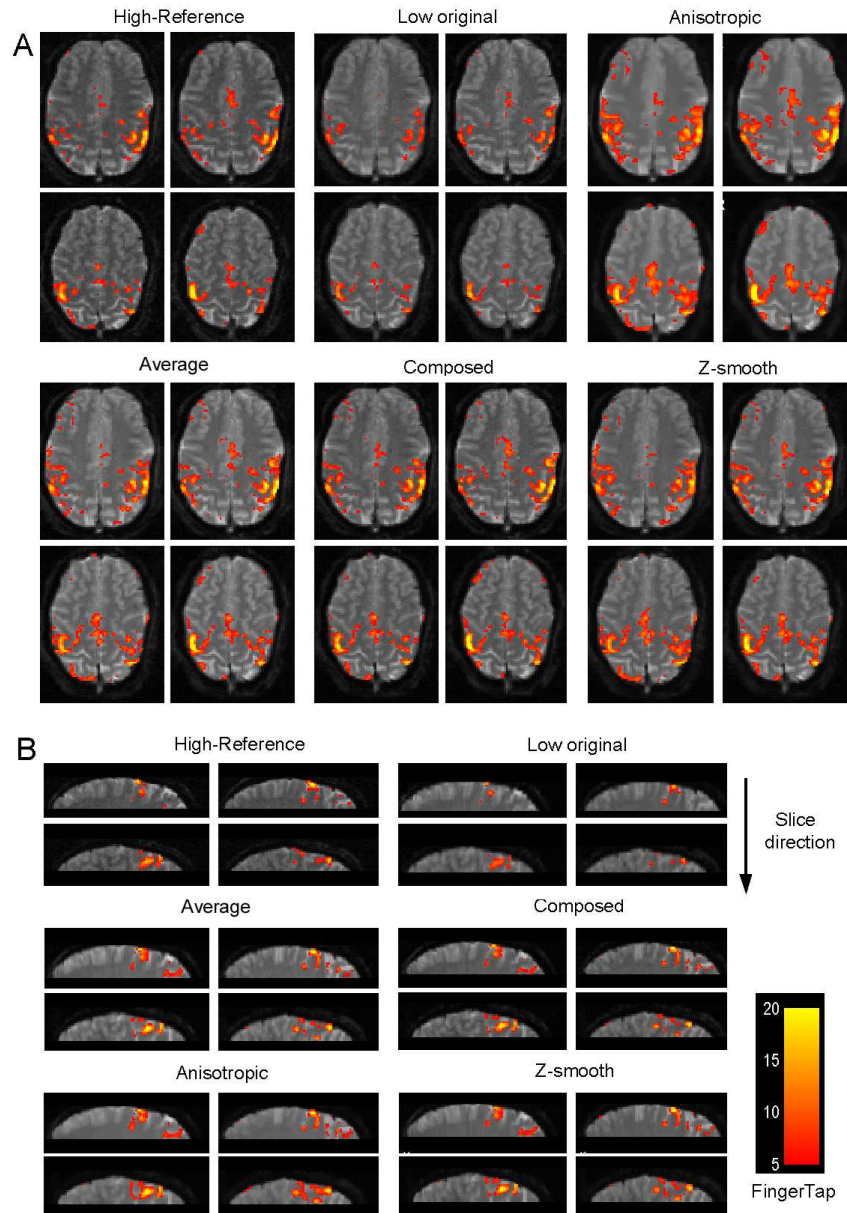 A
High-Reference
Low original
Anisotropic
Average
Composed
Z-smooth
B
High-Reference
Low original
Slice
direction
Average
Composed
Anisotropic
Z-smooth
20
15
10
5
FingerTap